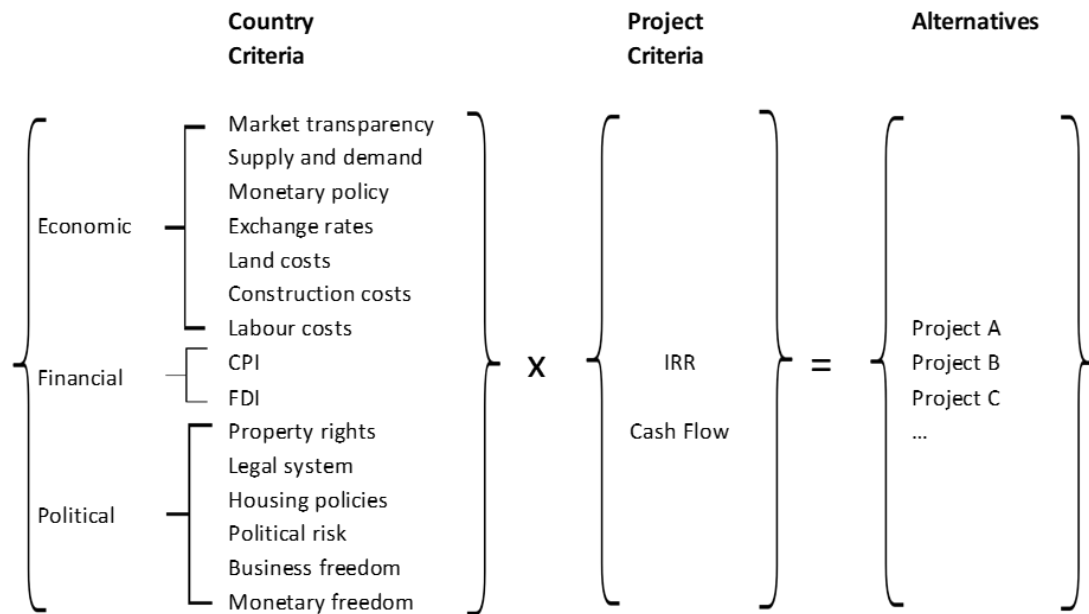 Country Criteria
Project Criteria
Alternatives
Economic
Market transparency
Supply and demand
Monetary policy
Exchange rates
Land costs
Construction costs
Labour costs
Financial
CPI
FDI
Political
Property rights
Legal system
Housing policies
Political risk
Business freedom
Monetary freedom
x
IRR
Cash Flow
=
Project A
Project B
Project C
...